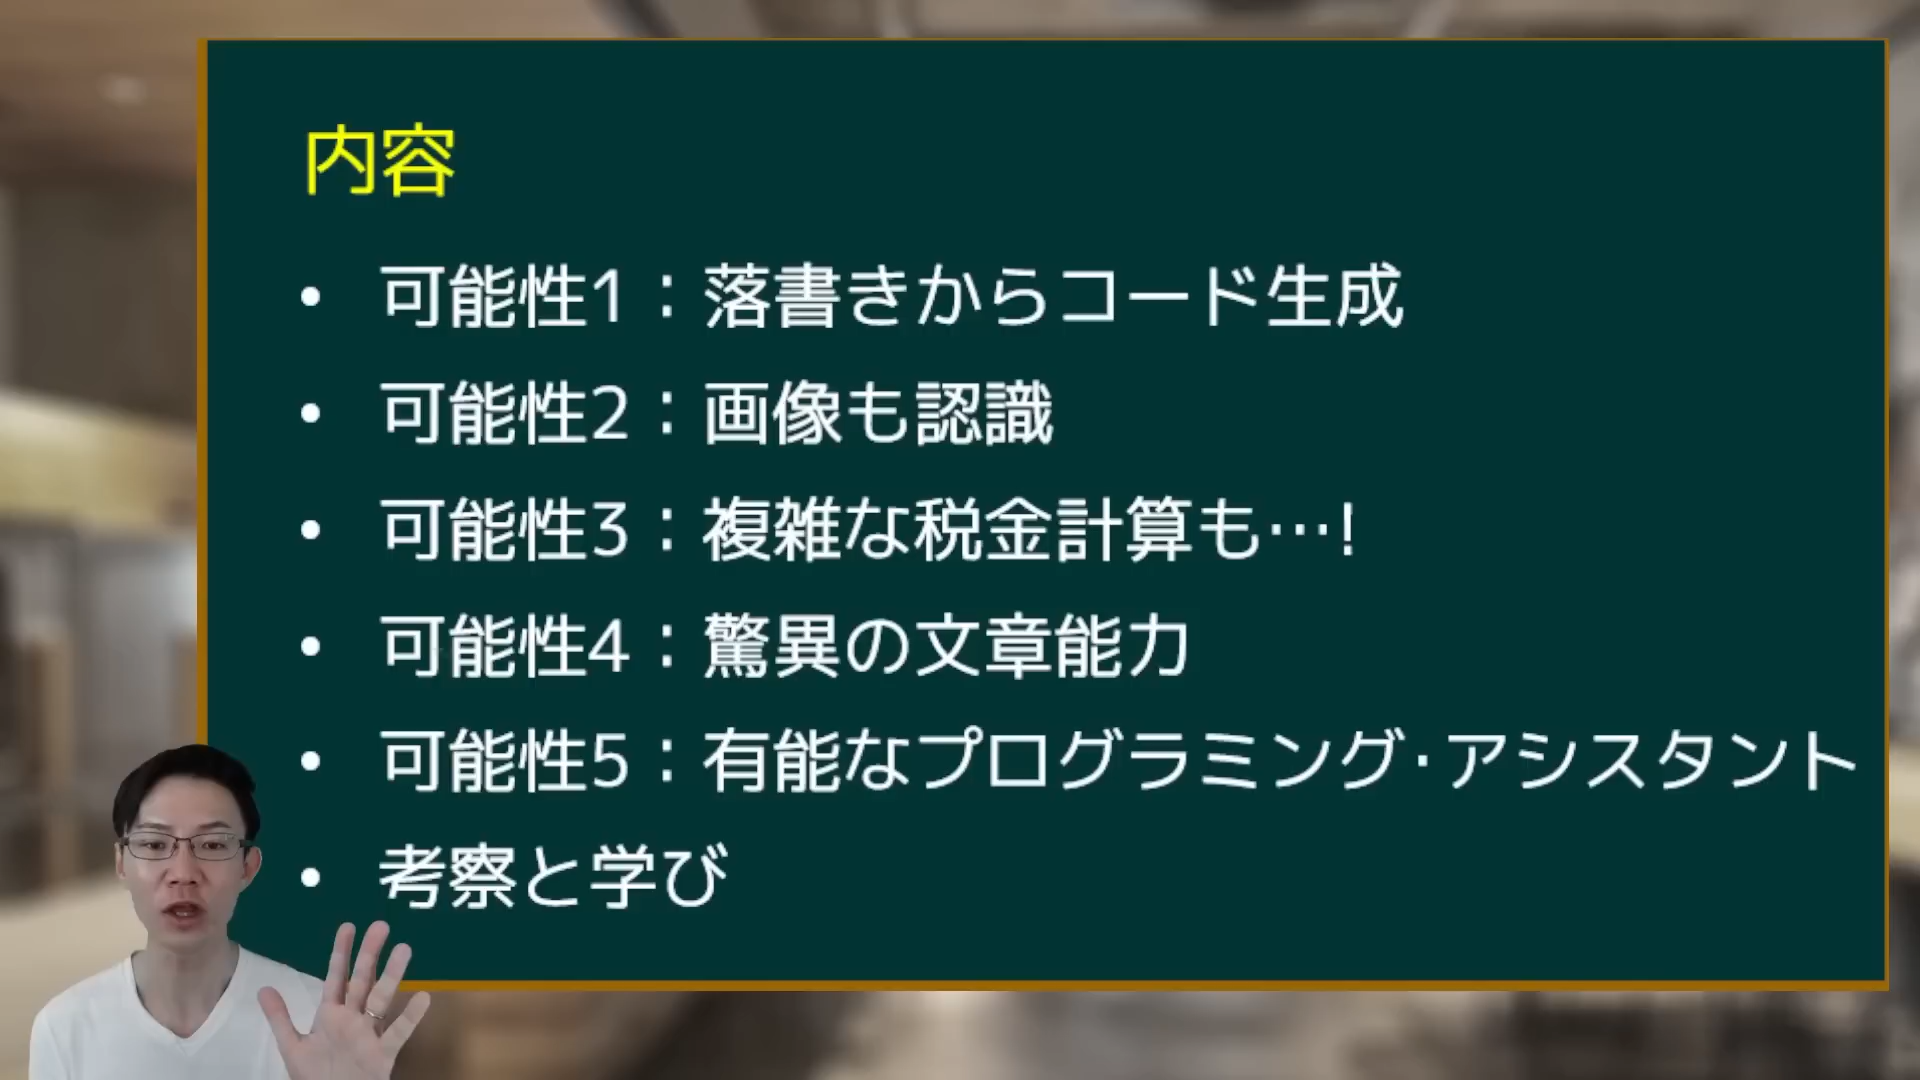 内容
• 可能性1：落書きからコード生成
• 可能性2：画像も認識
• 可能性3：複雑な税金計算も…!
• 可能性4：驚異の文章能力
• 可能性5：有能なプログラミング・アシスタント
• 考察と学び